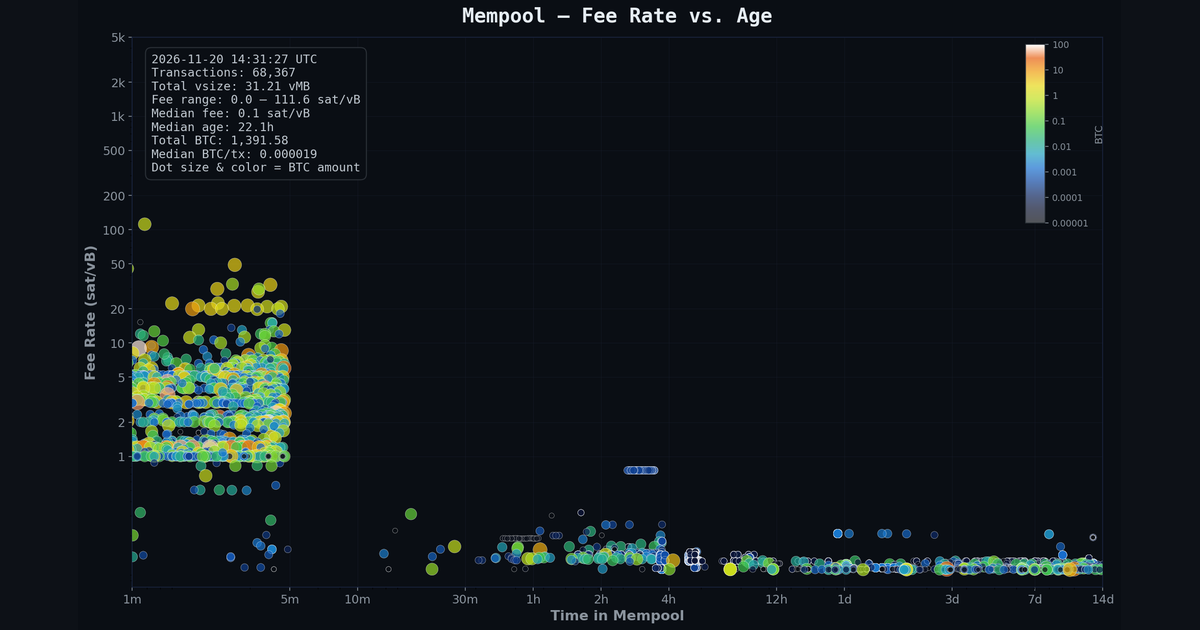 Mempool — Fee Rate vs. Age
2026-11-20 14:31:27 UTC
Transactions: 68,367
Total vsize: 31.21 vMB
Fee range: 0.0 — 111.6 sat/vB
Median fee: 0.1 sat/vB
Median age: 22.1h
Total BTC: 1,391.58
Median BTC/tx: 0.000019
Dot size & color = BTC amount
5k
2k
1k
500
200
100
50
20
10
5
2
1
Fee Rate (sat/vB)
100
10
1
0.1
0.01
0.001
0.0001
0.00001
BTC
1m 5m 10m 30m 1h 2h 4h 12h 1d 3d 7d 14d
Time in Mempool